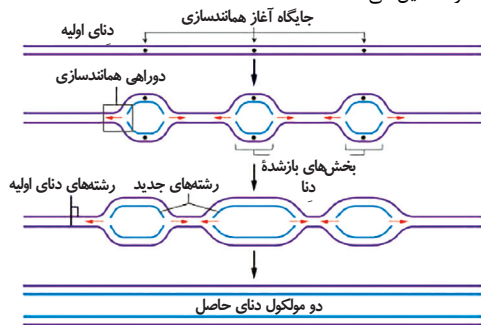 جایگاه آغاز همانندسازی
دنای اولیه
دوراهی همانندسازی
بخش‌های بازشدهٔ
دنا
رشته‌های جدید
رشته‌های دنای اولیه
دو مولکول دنای حاصل